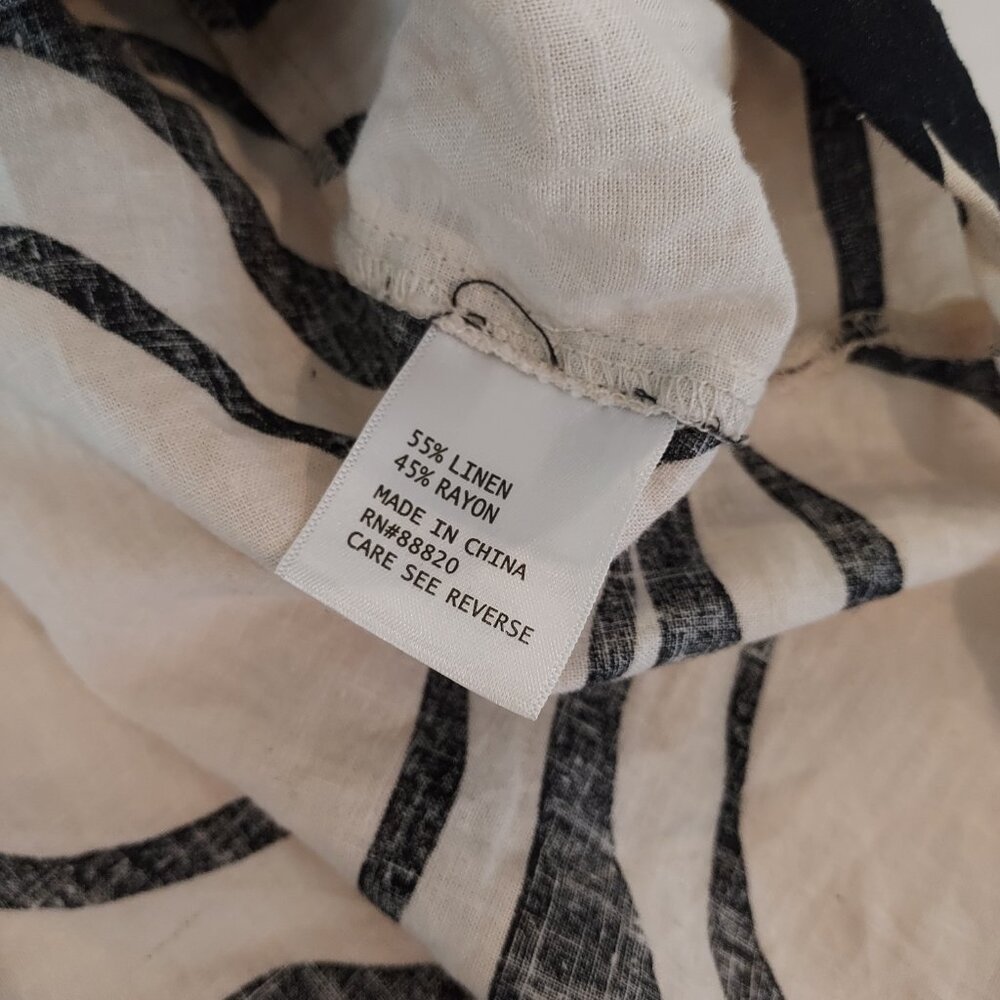 55% LINEN
45% RAYON
MADE IN CHINA
RN#88820
CARE SEE REVERSE